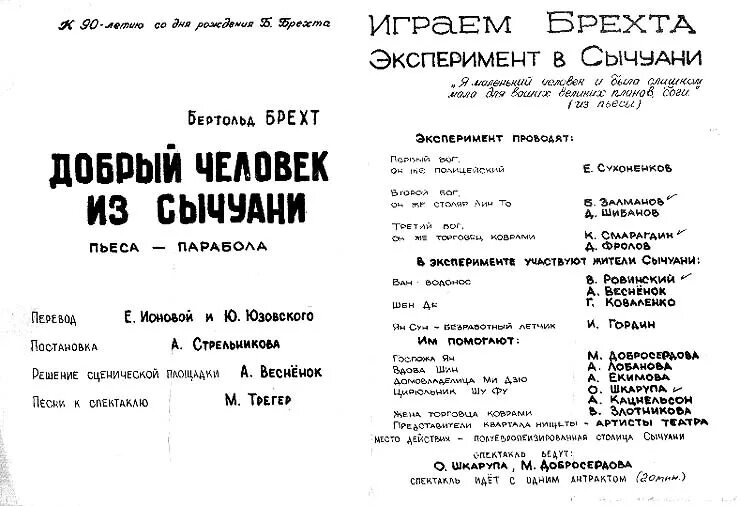 К 90-летию со дня рождения Б. Брехта
Бертольд БРЕХТ
ДОБРЫЙ ЧЕЛОВЕК
ИЗ СЫЧУАНИ
ПЬЕСА — ПАРАБОЛА
Перевод Е. Ионовой и Ю. Юзовского
Постановка А. Стрельникова
Решение сценической площадки А. Веснёнок
Песни к спектаклю М. Трегер
ИГРАЕМ БРЕХТА
ЭКСПЕРИМЕНТ В СЫЧУАНИ
„Я маленький человек и была слишком
мала для ваших великих планов, боги."
(из пьесы)
ЭКСПЕРИМЕНТ ПРОВОДЯТ:
Первый бог,
он же полицейский Е. Сухоненков
Второй бог,
он же столяр Лин То Б. Залманов
Д. Шибанов
Третий бог,
он же торговец коврами К. Смарагдин
Д. Фролов
В ЭКСПЕРИМЕНТЕ УЧАСТВУЮТ ЖИТЕЛИ СЫЧУАНИ:
Ван - водонос В. Ровинский
А. Веснёнок
Шен Де Г. Коваленко
Ян Сун - безработный летчик И. Гордин
ИМ ПОМОГАЮТ:
Госпожа Ян М. Добросердова
Вдова Шин А. Лобанова
Домовладелица Ми Дзю А. Екимова
Цирюльник Шу Фу О. Шкарупа
А. Кацнельсон
Жена торговца коврами В. Злотникова
Представители квартала нищеты - АРТИСТЫ ТЕАТРА
Место действия - полуевропеизированная столица Сычуани
СПЕКТАКЛЬ ВЕДУТ:
О. ШКАРУПА, М. ДОБРОСЕРДОВА
СПЕКТАКЛЬ ИДЁТ С ОДНИМ АНТРАКТОМ (20 мин.)